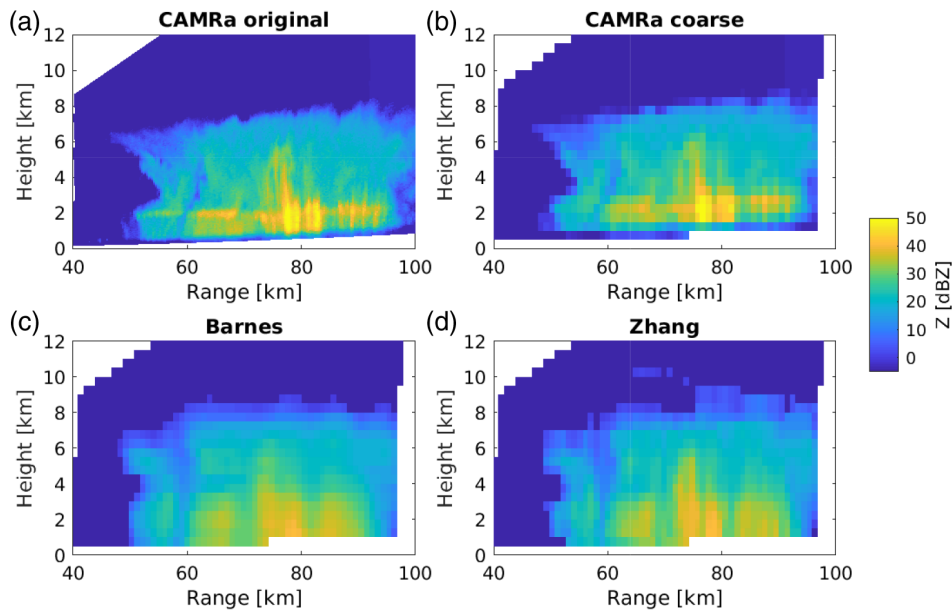 (a) CAMRa original
12
10
8
6
4
2
0
Height [km]
40 60 80 100
Range [km]
(b) CAMRa coarse
12
10
8
6
4
2
0
Height [km]
40 60 80 100
Range [km]
50
40
30
20
10
0
Z [dBZ]
(c) Barnes
12
10
8
6
4
2
0
Height [km]
40 60 80 100
Range [km]
(d) Zhang
12
10
8
6
4
2
0
Height [km]
40 60 80 100
Range [km]